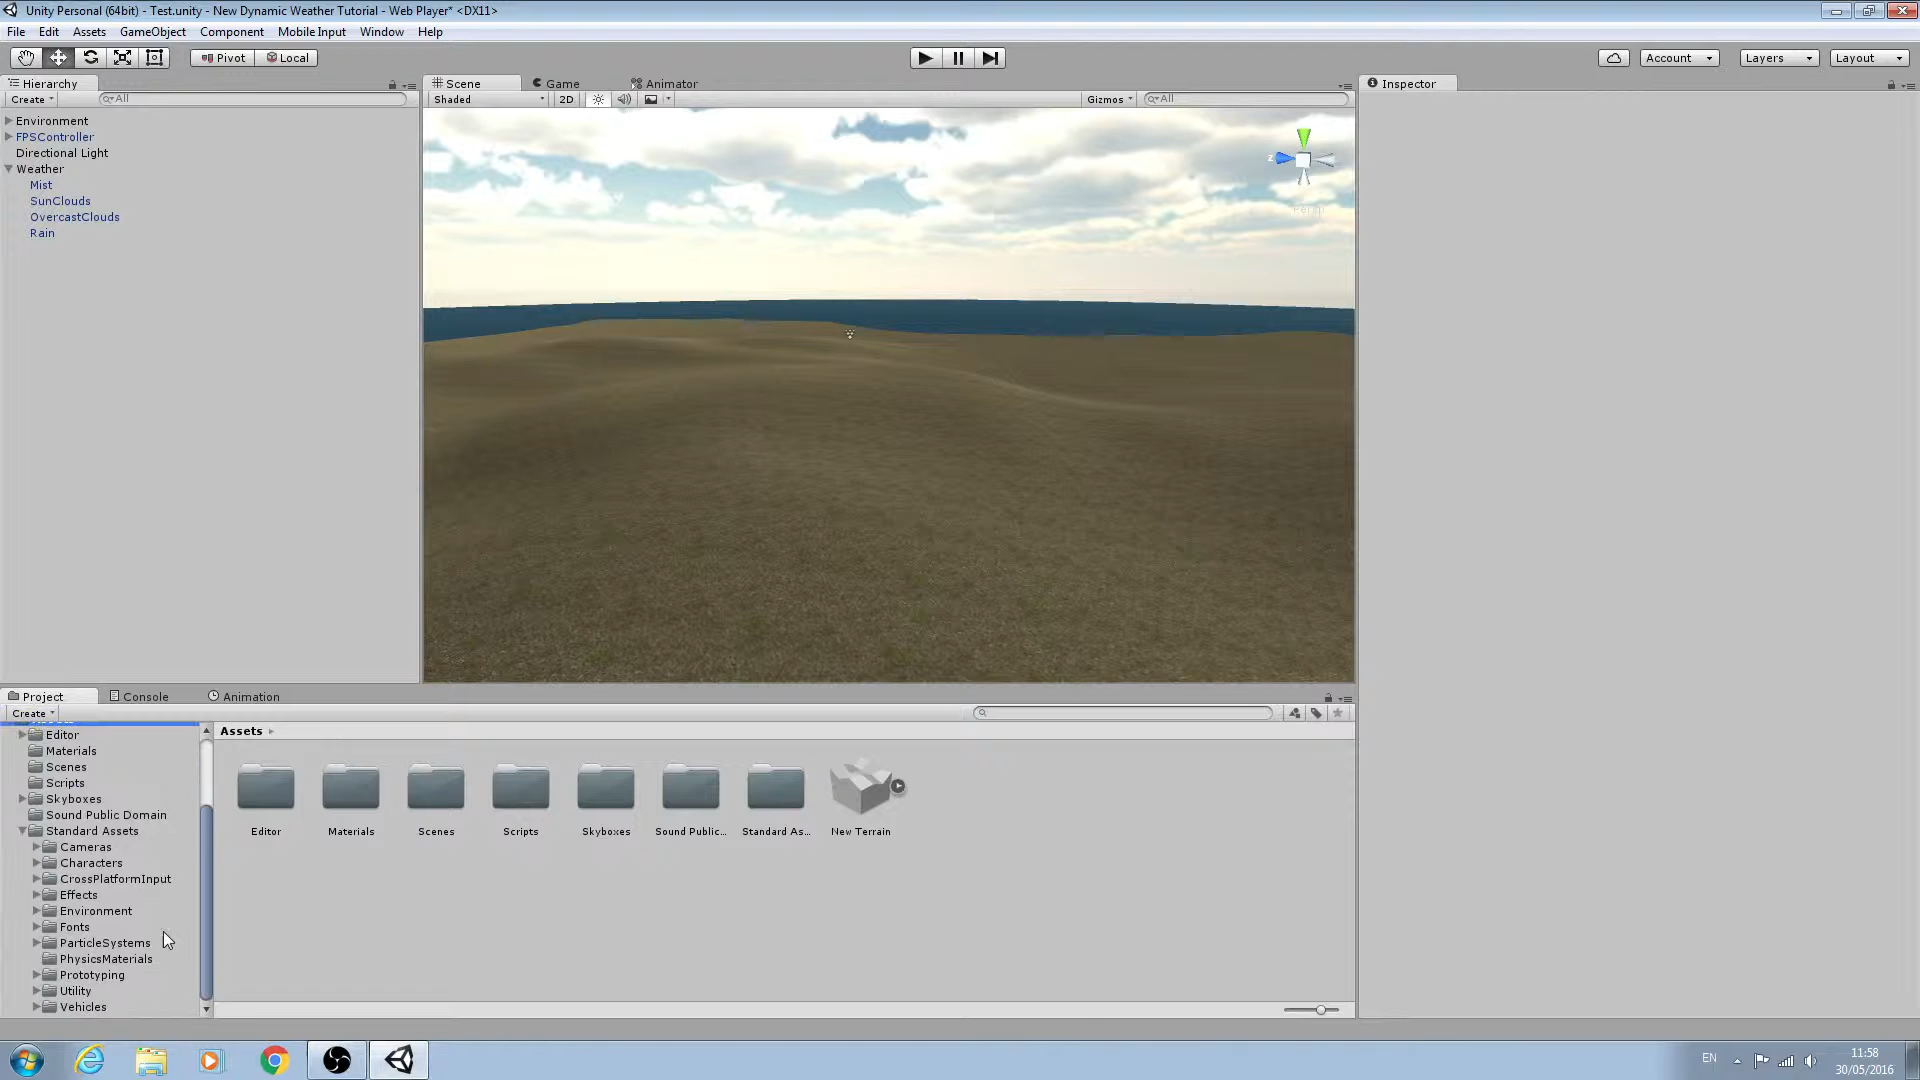 Unity Personal (64bit) - Test.unity - New Dynamic Weather Tutorial - Web Player* <DX11>
File Edit Assets GameObject Component Mobile Input Window Help
Pivot Local Account Layers Layout
Hierarchy
Create All
Environment
FPSController
Directional Light
Weather
Mist
SunClouds
OvercastClouds
Rain
Scene Game Animator
Shaded 2D Gizmos All
z
Persp
Inspector
Project Console Animation
Create
Editor
Materials
Scenes
Scripts
Skyboxes
Sound Public Domain
Standard Assets
Cameras
Characters
CrossPlatformInput
Effects
Environment
Fonts
ParticleSystems
PhysicsMaterials
Prototyping
Utility
Vehicles
Assets
Editor Materials Scenes Scripts Skyboxes Sound Public... Standard As... New Terrain
EN
11:58
30/05/2016